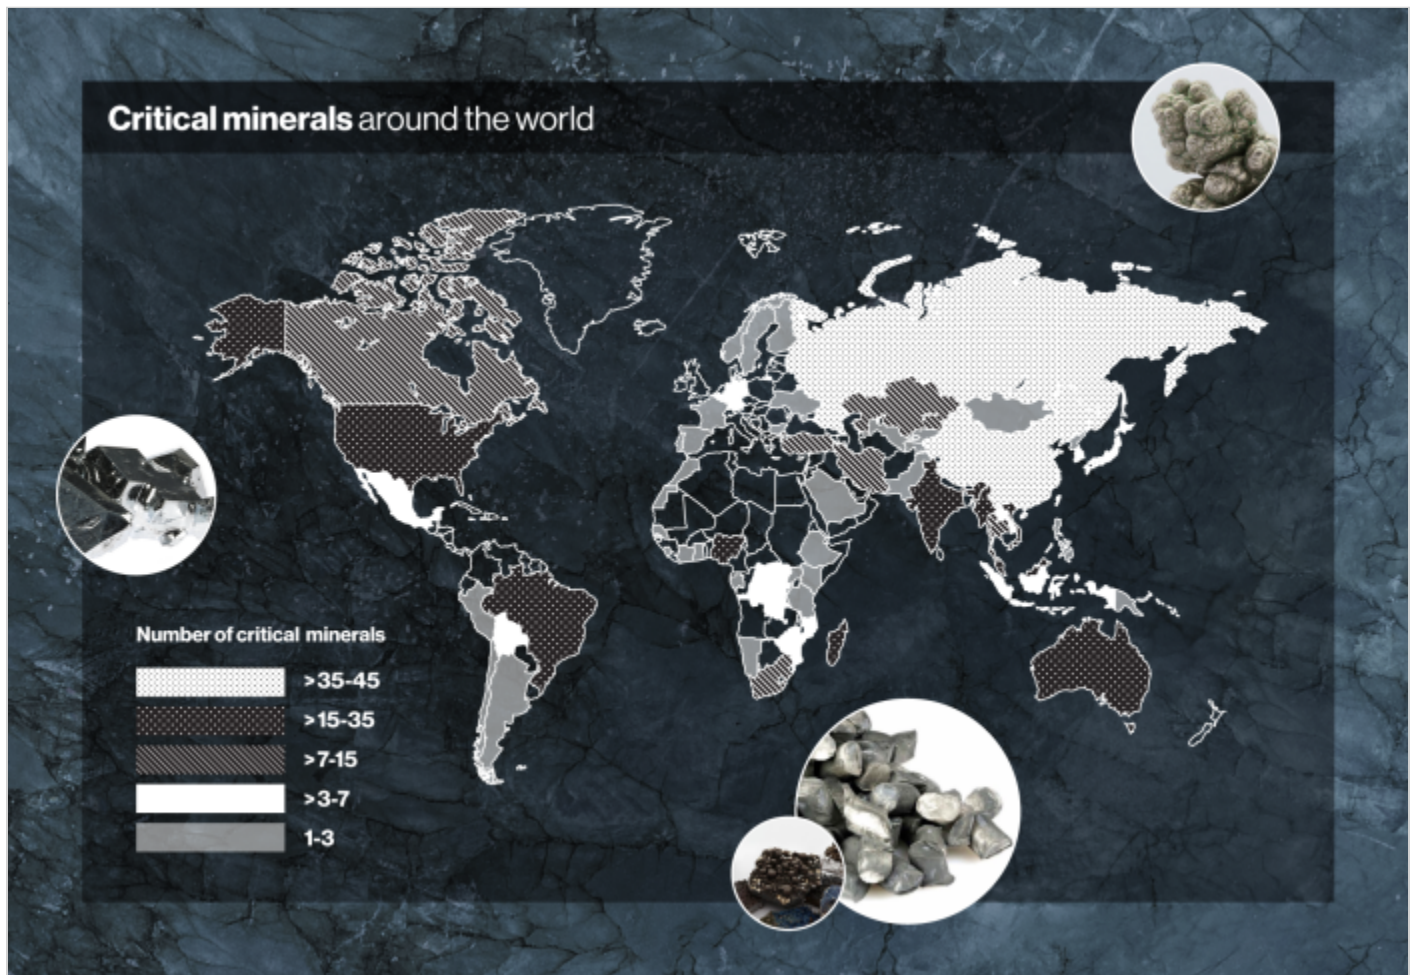 Critical minerals around the world
Number of critical minerals
>35-45
>15-35
>7-15
>3-7
1-3